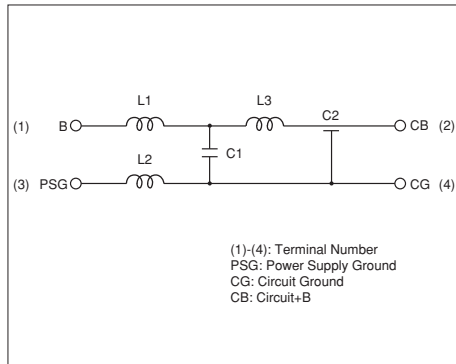 L1
L3
C2
(1)
B
CB
(2)
C1
L2
(3)
PSG
CG
(4)
(1)-(4): Terminal Number
PSG: Power Supply Ground
CG: Circuit Ground
CB: Circuit+B